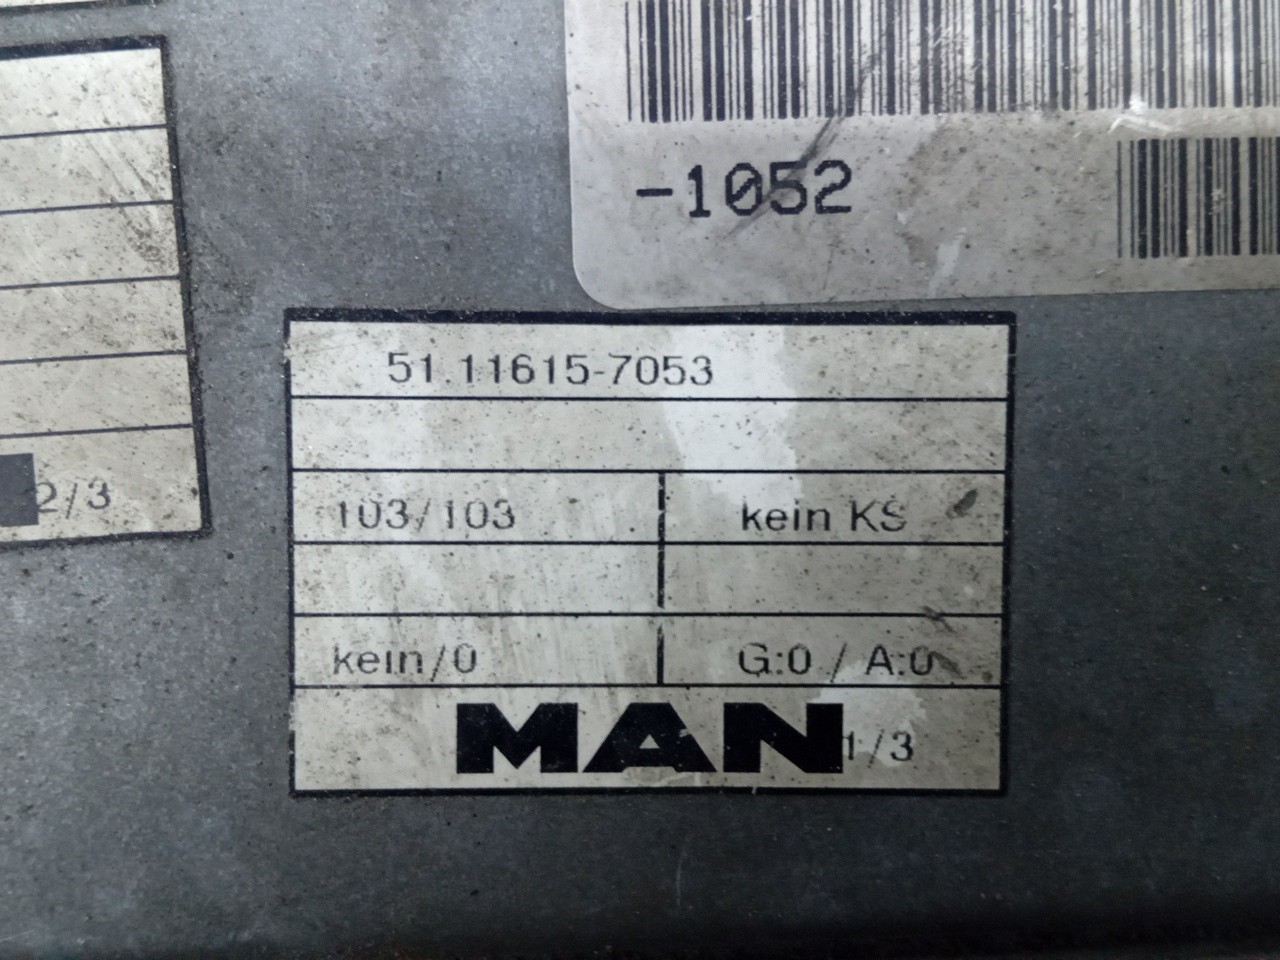 -1052
51.11615-7053
103/103 kein KS
2/3
kein/0 G:0 / A:0
MAN 1/3